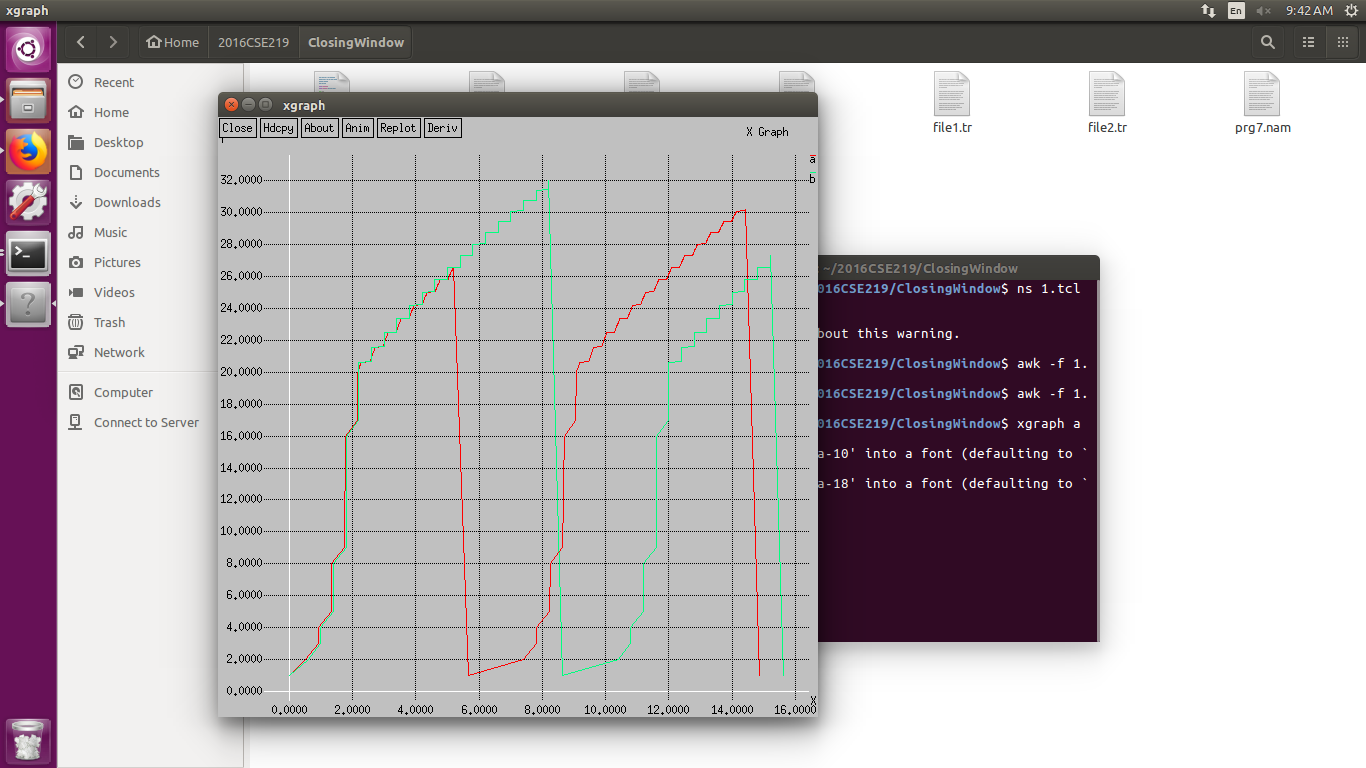 xgraph
En
9:42 AM
Home
2016CSE219
ClosingWindow
Recent
Home
Desktop
Documents
Downloads
Music
Pictures
Videos
Trash
Network
Computer
Connect to Server
file1.tr
file2.tr
prg7.nam
xgraph
Close
Hdcpy
About
Anim
Replot
Deriv
X Graph
a
b
32.0000
30.0000
28.0000
26.0000
24.0000
22.0000
20.0000
18.0000
16.0000
14.0000
12.0000
10.0000
8.0000
6.0000
4.0000
2.0000
0.0000
X
0.0000 2.0000 4.0000 6.0000 8.0000 10.0000 12.0000 14.0000 16.0000
~/2016CSE219/ClosingWindow
016CSE219/ClosingWindow$ ns 1.tcl
bout this warning.
016CSE219/ClosingWindow$ awk -f 1.
016CSE219/ClosingWindow$ awk -f 1.
016CSE219/ClosingWindow$ xgraph a
a-10' into a font (defaulting to `
a-18' into a font (defaulting to `